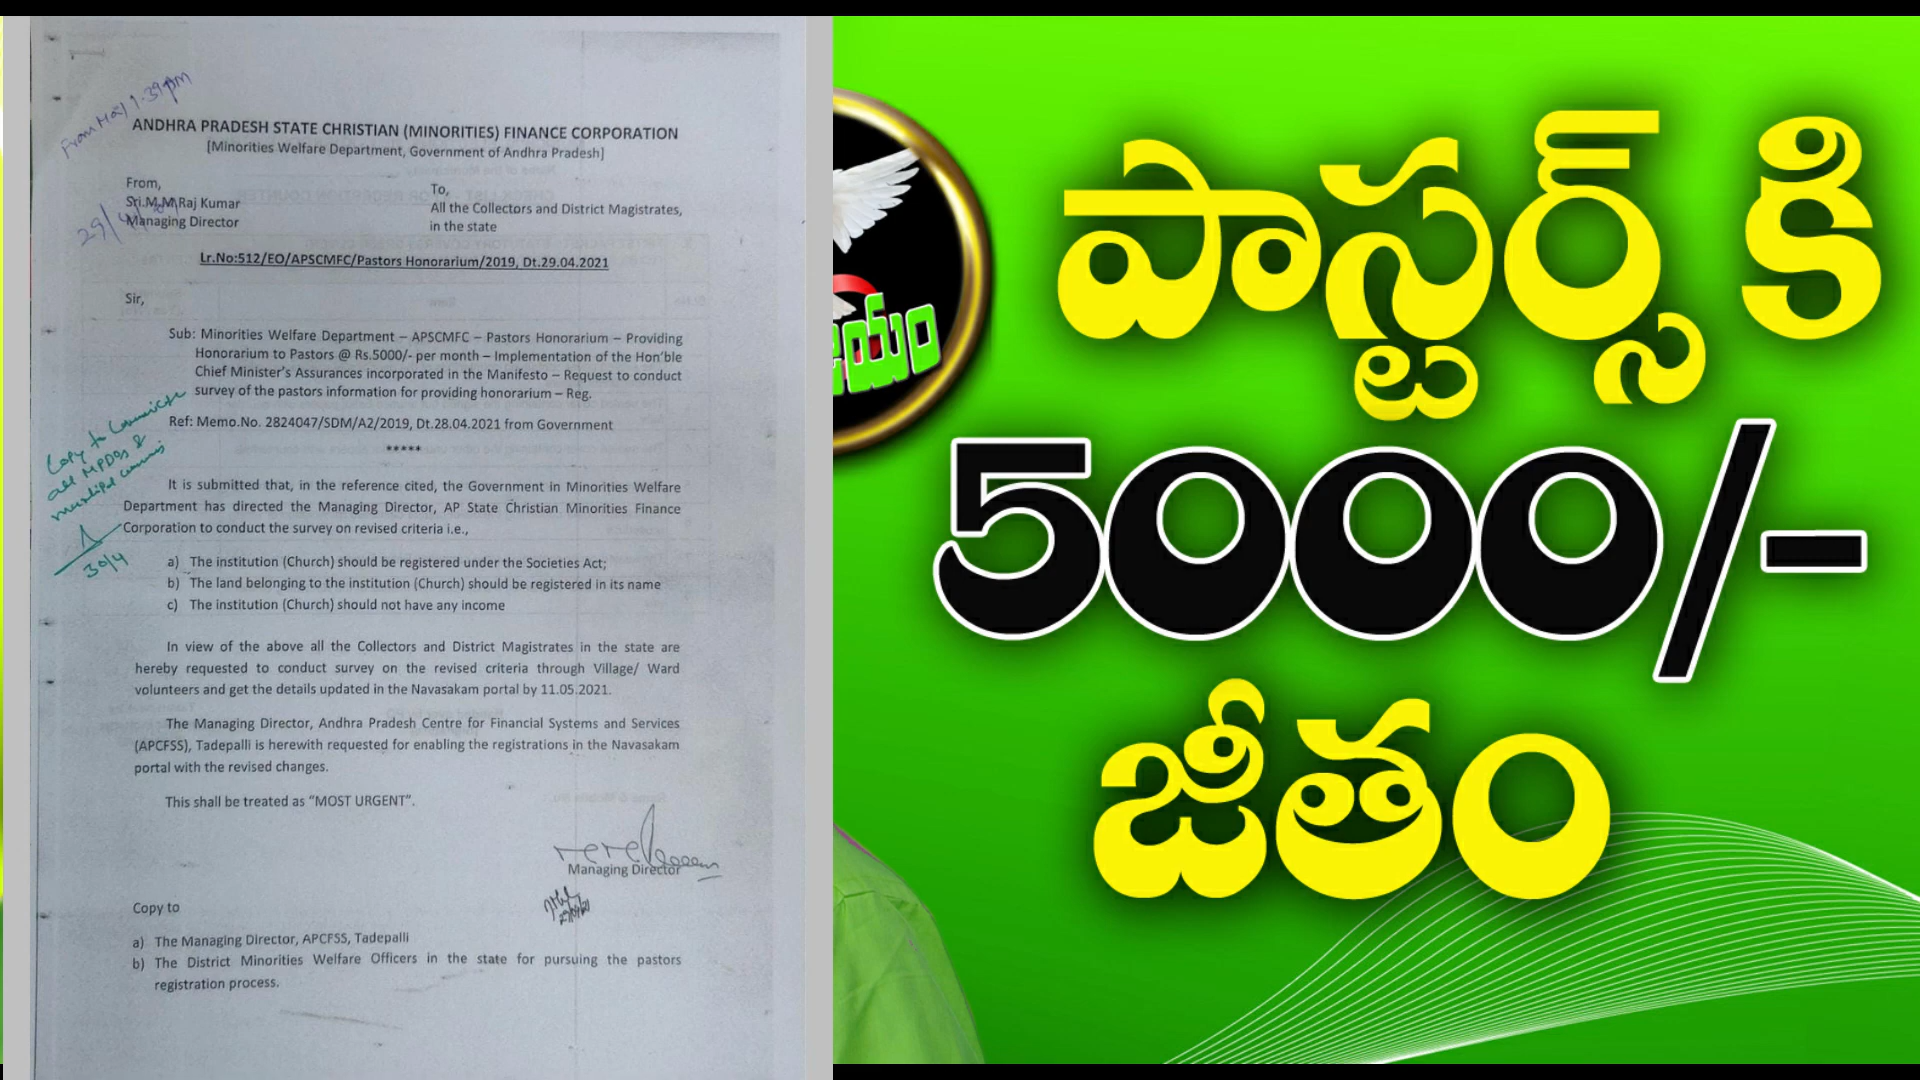 From Mail 1.39pm
ANDHRA PRADESH STATE CHRISTIAN (MINORITIES) FINANCE CORPORATION
[Minorities Welfare Department, Government of Andhra Pradesh]
From,
Sri.M.M.Raj Kumar
Managing Director
29/4/
To,
All the Collectors and District Magistrates,
in the state
Lr.No:512/EO/APSCMFC/Pastors Honorarium/2019, Dt.29.04.2021
Sir,
Sub: Minorities Welfare Department – APSCMFC – Pastors Honorarium – Providing
Honorarium to Pastors @ Rs.5000/- per month – Implementation of the Hon'ble
Chief Minister's Assurances incorporated in the Manifesto – Request to conduct
survey of the pastors information for providing honorarium – Reg.
Ref: Memo.No. 2824047/SDM/A2/2019, Dt.28.04.2021 from Government
*****
Copy to
all MPDOs &
30/4
It is submitted that, in the reference cited, the Government in Minorities Welfare
Department has directed the Managing Director, AP State Christian Minorities Finance
Corporation to conduct the survey on revised criteria i.e.,
a) The institution (Church) should be registered under the Societies Act;
b) The land belonging to the institution (Church) should be registered in its name
c) The institution (Church) should not have any income
In view of the above all the Collectors and District Magistrates in the state are
hereby requested to conduct survey on the revised criteria through Village/ Ward
volunteers and get the details updated in the Navasakam portal by 11.05.2021.
The Managing Director, Andhra Pradesh Centre for Financial Systems and Services
(APCFSS), Tadepalli is herewith requested for enabling the registrations in the Navasakam
portal with the revised changes.
This shall be treated as "MOST URGENT".
Managing Director
Copy to
a) The Managing Director, APCFSS, Tadepalli
b) The District Minorities Welfare Officers in the state for pursuing the pastors
registration process.
పాస్టర్స్ కి
5000/-
జీతం